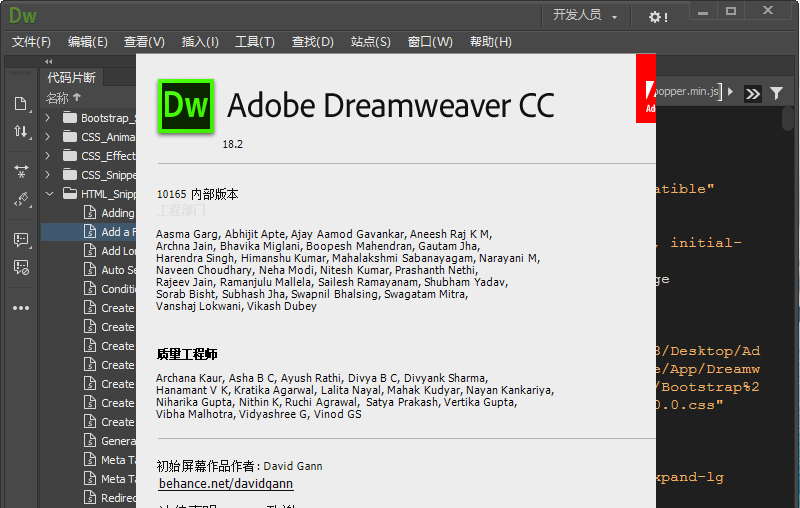 Dw
开发人员
!
文件(F) 编辑(E) 查看(V) 插入(I) 工具(T) 查找(D) 站点(S) 窗口(W) 帮助(H)
代码片断
名称
Bootstrap_S
CSS_Anima
CSS_Effect
CSS_Snippe
HTML_Snipp
Adding
Add a F
Add Lor
Auto Se
Conditio
Create
Create
Create
Create
Create
Create
Create
Genera
Meta Ta
Meta Ta
Redirec
Dw Adobe Dreamweaver CC
18.2
10165 内部版本
工程部门
Aasma Garg, Abhijit Apte, Ajay Aamod Gavankar, Aneesh Raj K M,
Archna Jain, Bhavika Miglani, Boopesh Mahendran, Gautam Jha,
Harendra Singh, Himanshu Kumar, Mahalakshmi Sabanayagam, Narayani M,
Naveen Choudhary, Neha Modi, Nitesh Kumar, Prashanth Nethi,
Rajeev Jain, Ramanjulu Mallela, Sailesh Ramayanam, Shubham Yadav,
Sorab Bisht, Subhash Jha, Swapnil Bhalsing, Swagatam Mitra,
Vanshaj Lokwani, Vikash Dubey
质量工程师
Archana Kaur, Asha B C, Ayush Rathi, Divya B C, Divyank Sharma,
Hanamant V K, Kratika Agarwal, Lalita Nayal, Mahak Kudyar, Nayan Kankariya,
Niharika Gupta, Nithin K, Ruchi Agrawal, Satya Prakash, Vertika Gupta,
Vibha Malhotra, Vidyashree G, Vinod GS
初始屏幕作品作者 : David Gann
behance.net/davidgann
Ad
popper.min.js
atible"
, initial-
ge
3/Desktop/Ad
e/App/Dreamw
/Bootstrap%2
0.0.css"
xpand-lg